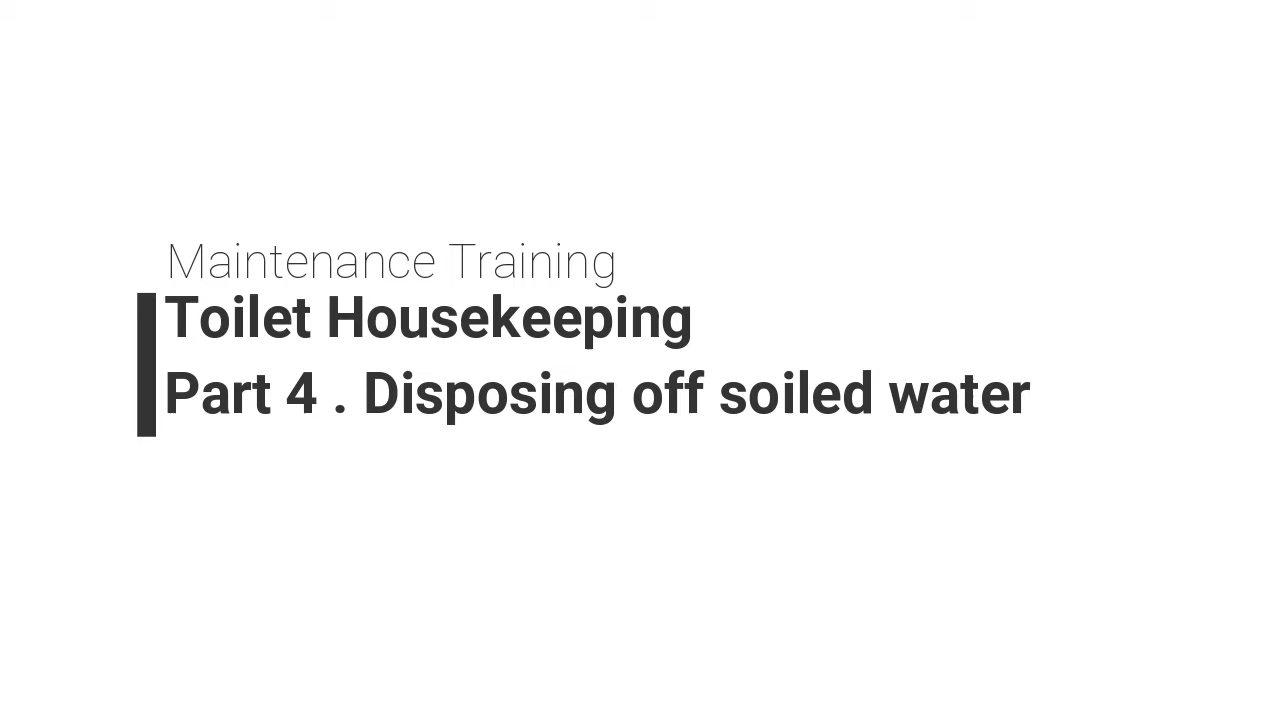 Maintenance Training
Toilet Housekeeping
Part 4 . Disposing off soiled water